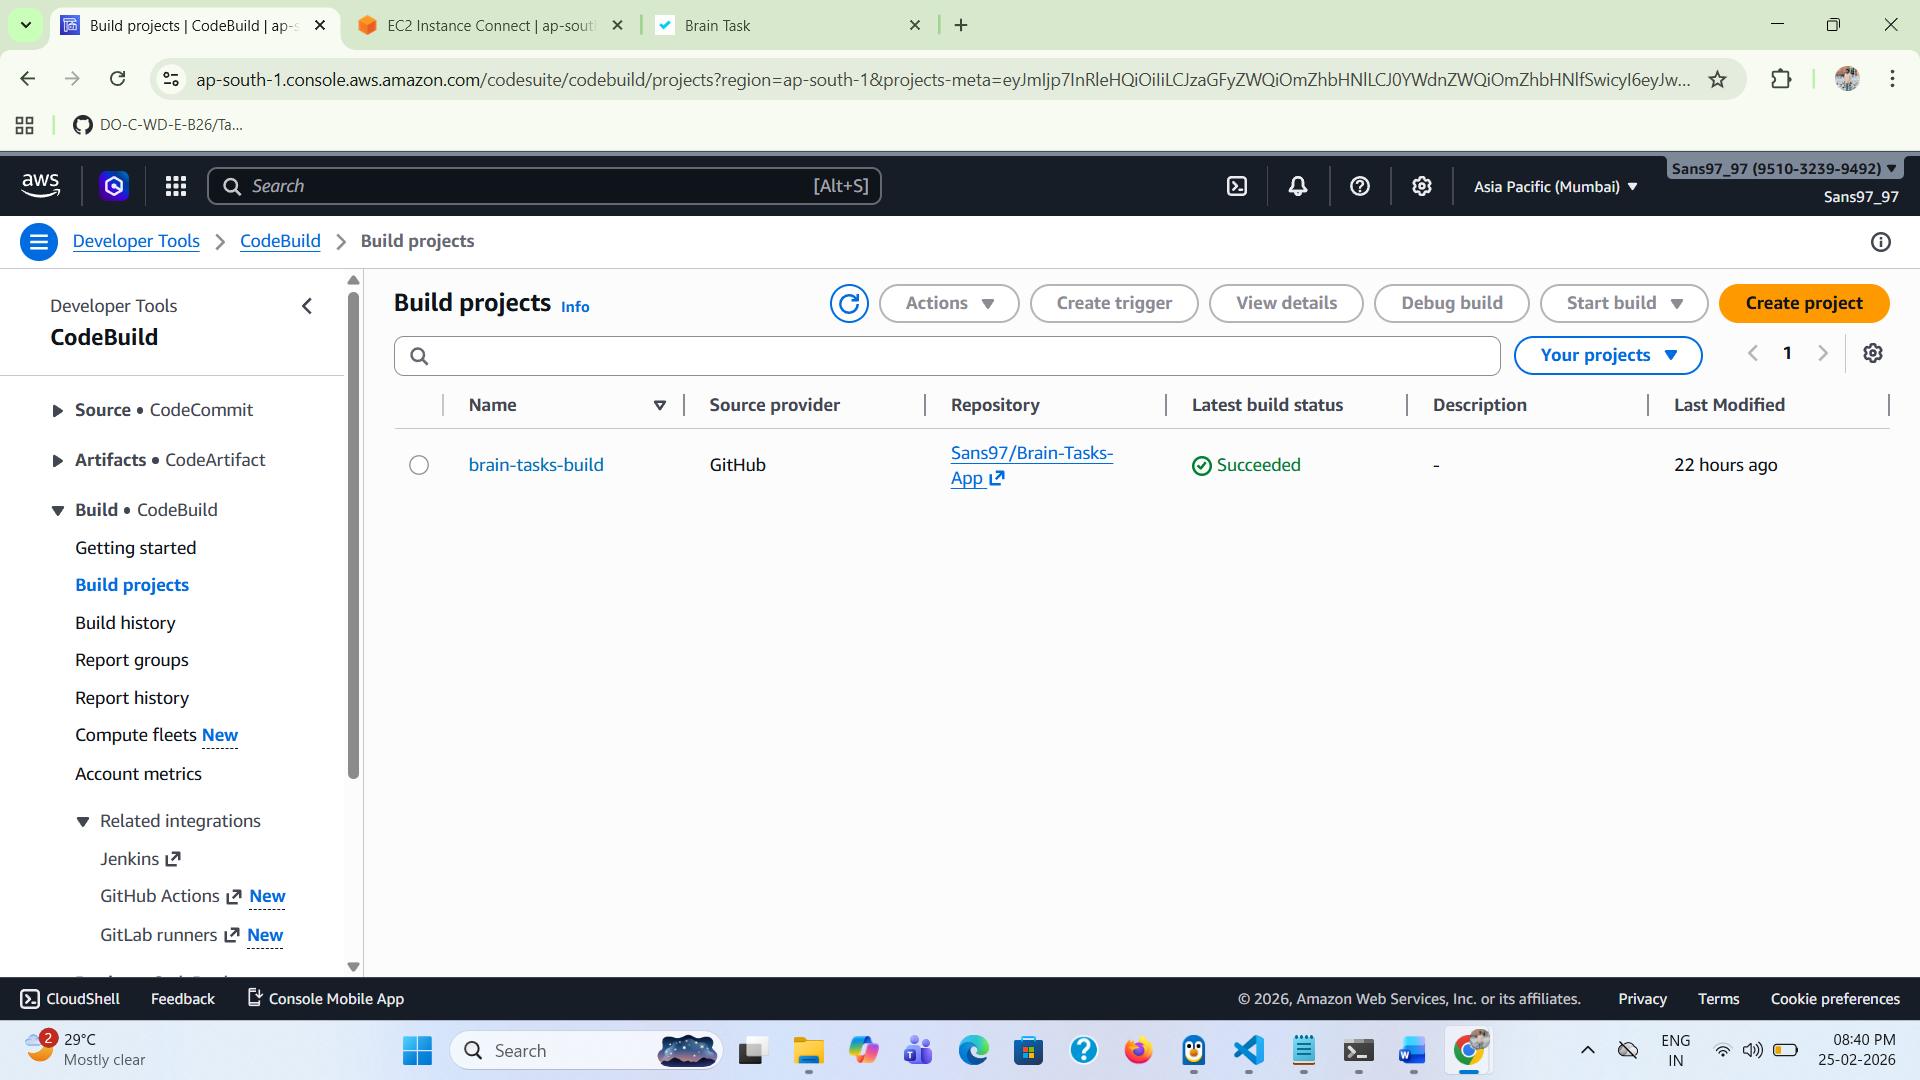 Build projects | CodeBuild | ap-s
EC2 Instance Connect | ap-sout
Brain Task
ap-south-1.console.aws.amazon.com/codesuite/codebuild/projects?region=ap-south-1&projects-meta=eyJmIjp7InRleHQiOiIiLCJzaGFyZWQiOmZhbHNlLCJ0YWdnZWQiOmZhbHNlfSwicyI6eyJw...
DO-C-WD-E-B26/Ta...
aws
Search
[Alt+S]
Asia Pacific (Mumbai)
Sans97_97 (9510-3239-9492)
Sans97_97
Developer Tools
CodeBuild
Build projects
Developer Tools
CodeBuild
Source • CodeCommit
Artifacts • CodeArtifact
Build • CodeBuild
Getting started
Build projects
Build history
Report groups
Report history
Compute fleets New
Account metrics
Related integrations
Jenkins
GitHub Actions New
GitLab runners New
Build projects Info
Actions
Create trigger
View details
Debug build
Start build
Create project
Your projects
1
Name
Source provider
Repository
Latest build status
Description
Last Modified
brain-tasks-build
GitHub
Sans97/Brain-Tasks-
App
Succeeded
-
22 hours ago
CloudShell
Feedback
Console Mobile App
© 2026, Amazon Web Services, Inc. or its affiliates.
Privacy
Terms
Cookie preferences
2
29°C
Mostly clear
Search
ENG
IN
08:40 PM
25-02-2026